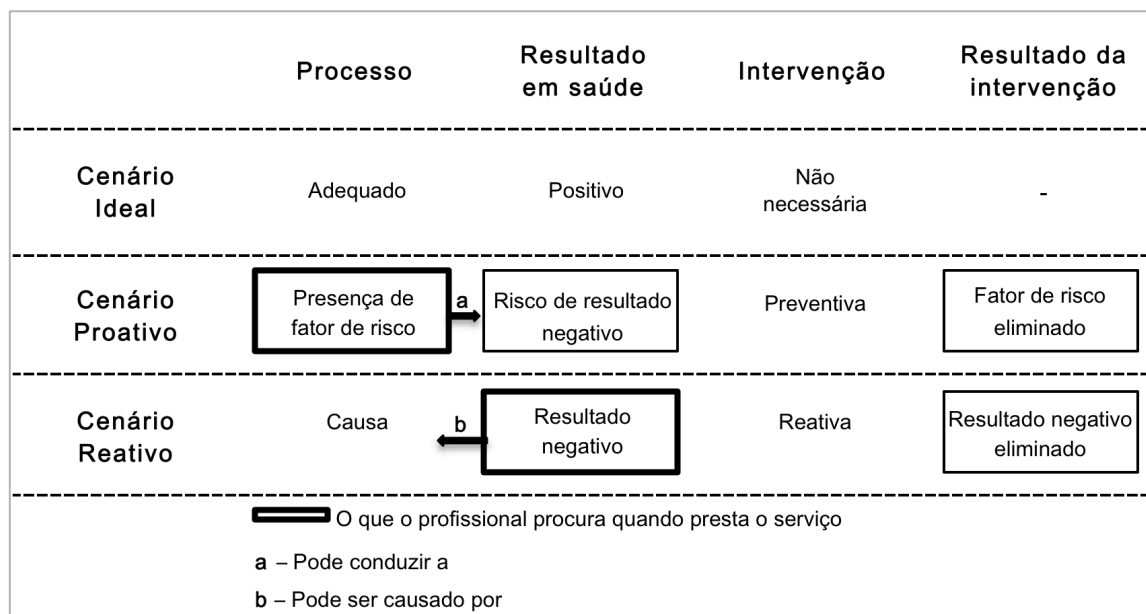 Processo
Resultado
em saúde
Intervenção
Resultado da
intervenção
Cenário
Ideal
Adequado
Positivo
Não
necessária
-
Cenário
Proativo
Presença de
fator de risco
a
Risco de resultado
negativo
Preventiva
Fator de risco
eliminado
Cenário
Reativo
Causa
b
Resultado
negativo
Reativa
Resultado negativo
eliminado
O que o profissional procura quando presta o serviço
a – Pode conduzir a
b – Pode ser causado por